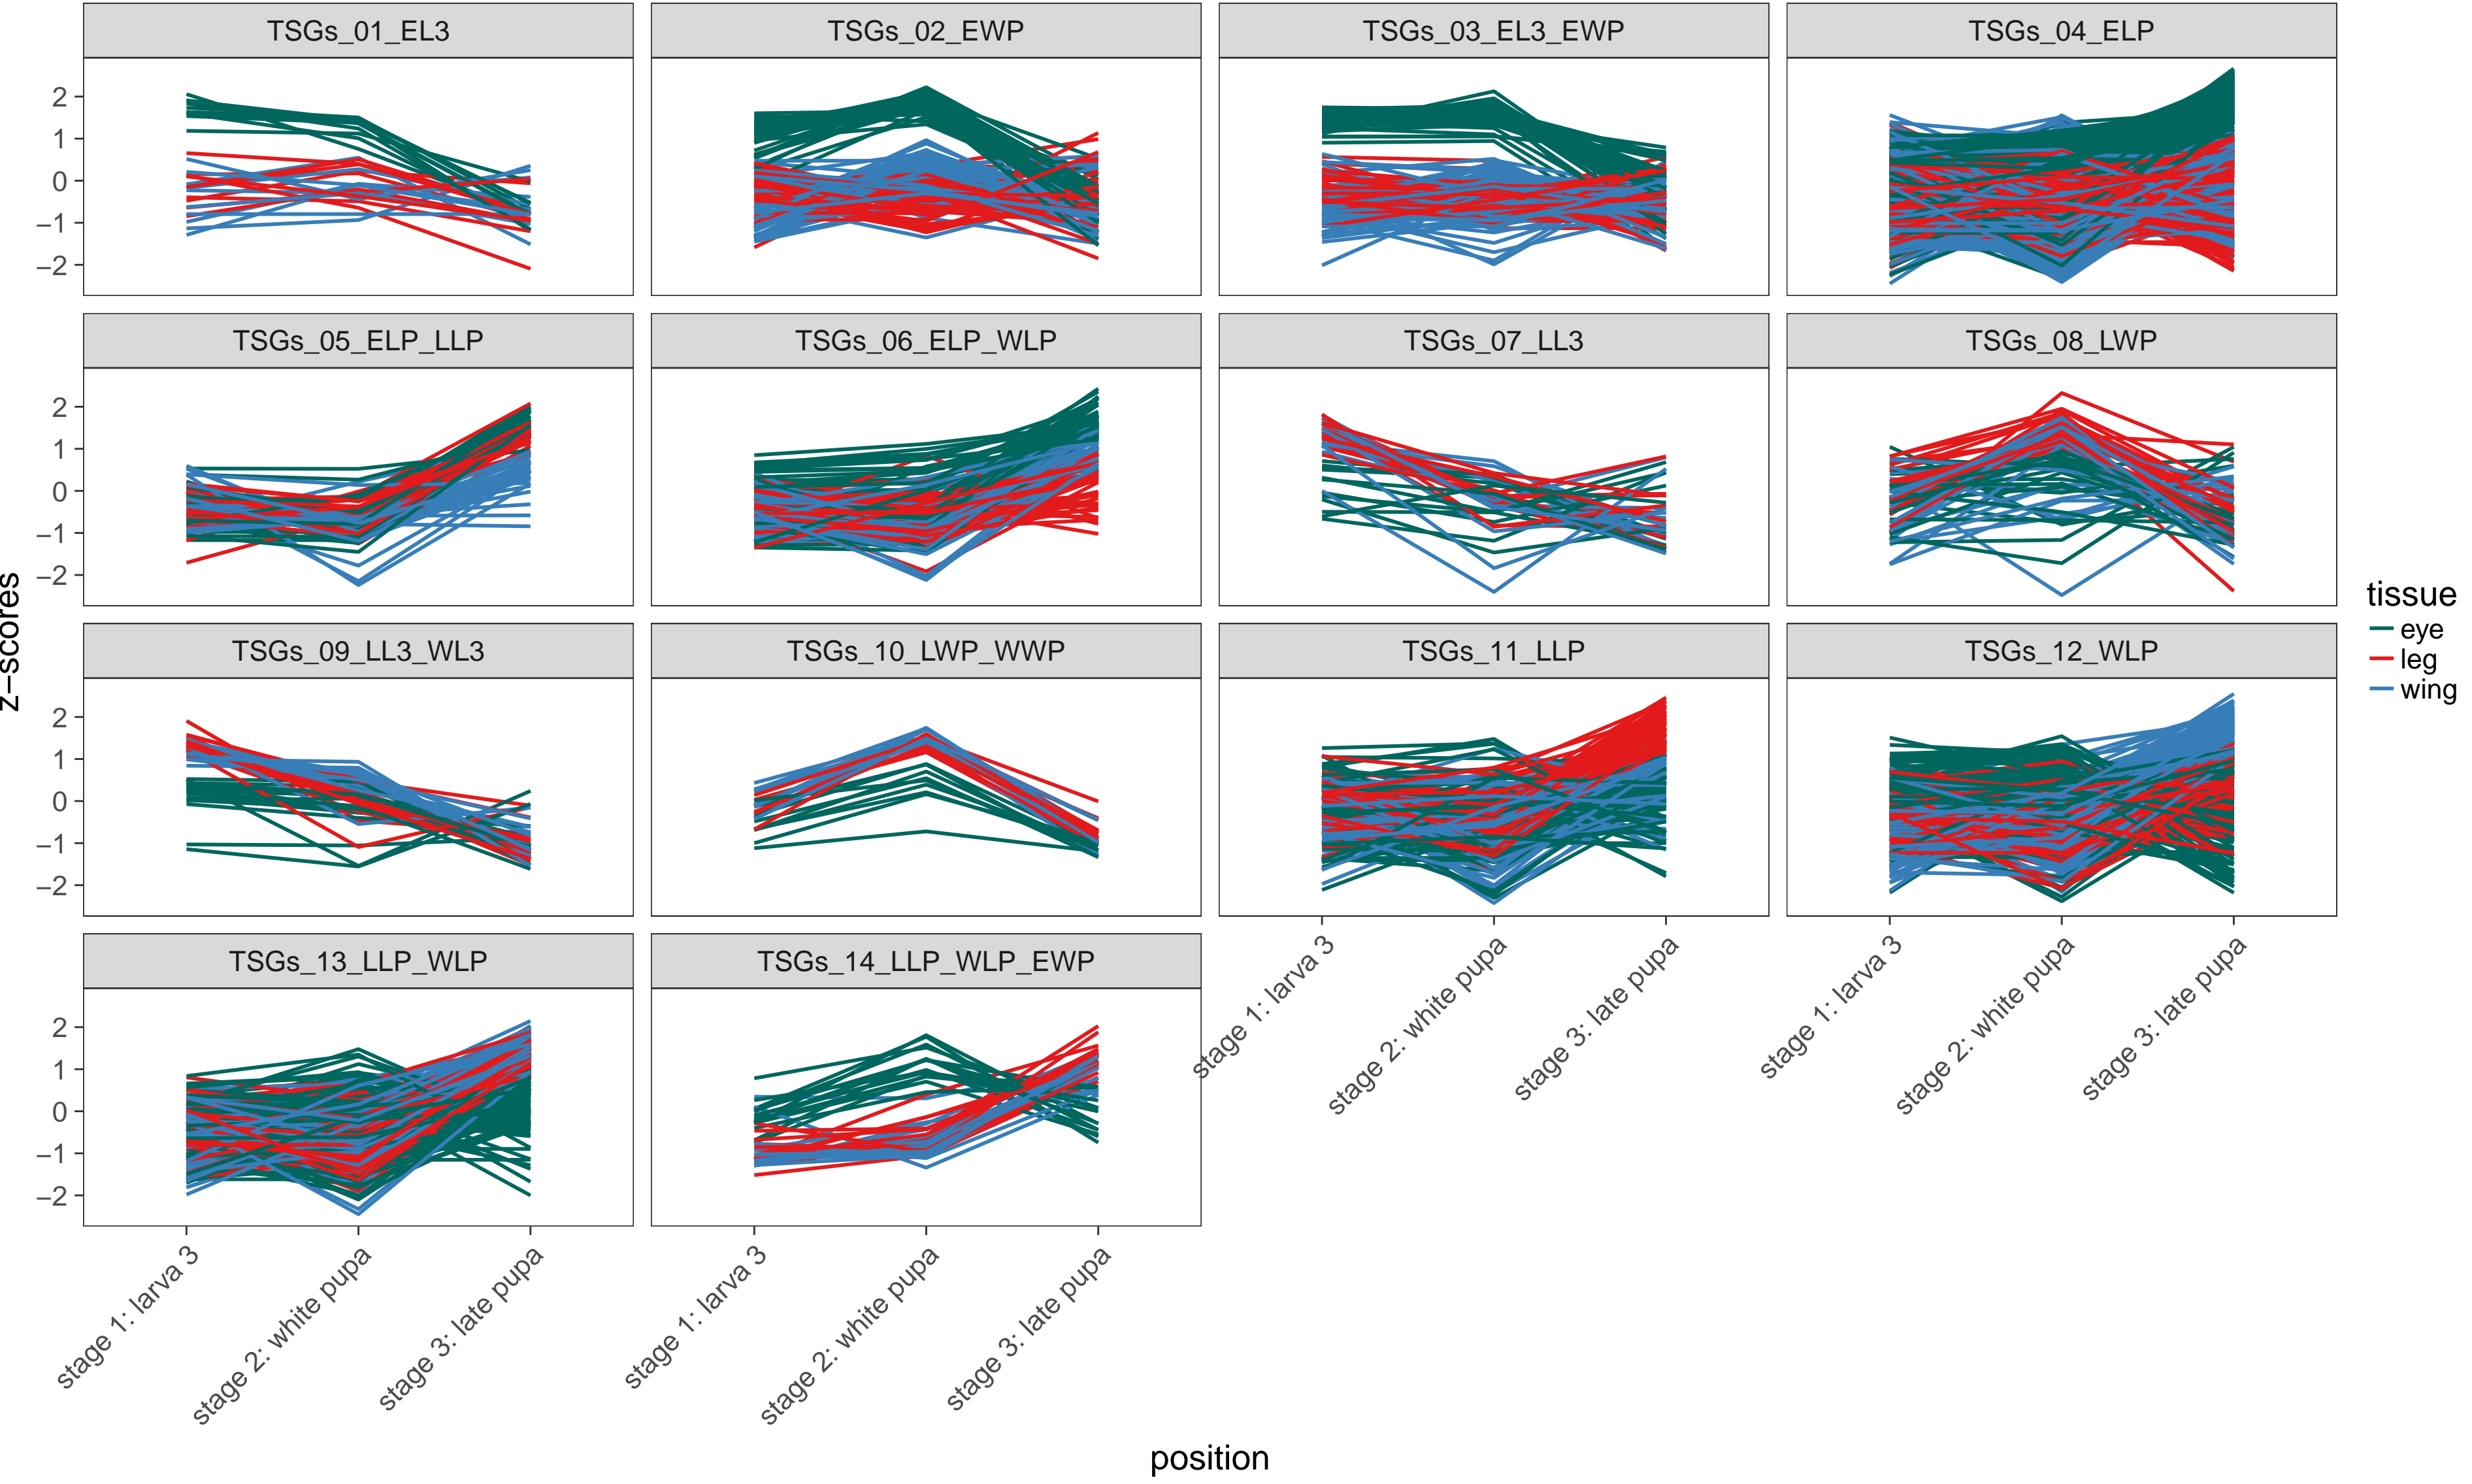 TSGs_01_EL3
TSGs_02_EWP
TSGs_03_EL3_EWP
TSGs_04_ELP
2
1
0
−1
−2
TSGs_05_ELP_LLP
TSGs_06_ELP_WLP
TSGs_07_LL3
TSGs_08_LWP
2
1
0
−1
−2
TSGs_09_LL3_WL3
TSGs_10_LWP_WWP
TSGs_11_LLP
TSGs_12_WLP
2
1
0
−1
−2
stage 1: larva 3
stage 2: white pupa
stage 3: late pupa
stage 1: larva 3
stage 2: white pupa
stage 3: late pupa
TSGs_13_LLP_WLP
TSGs_14_LLP_WLP_EWP
2
1
0
−1
−2
stage 1: larva 3
stage 2: white pupa
stage 3: late pupa
stage 1: larva 3
stage 2: white pupa
stage 3: late pupa
z−scores
position
tissue
eye
leg
wing